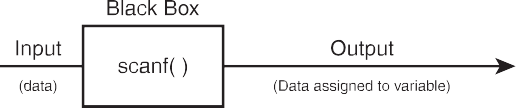 Black Box
Input
scanf( )
Output
(data)
(Data assigned to variable)